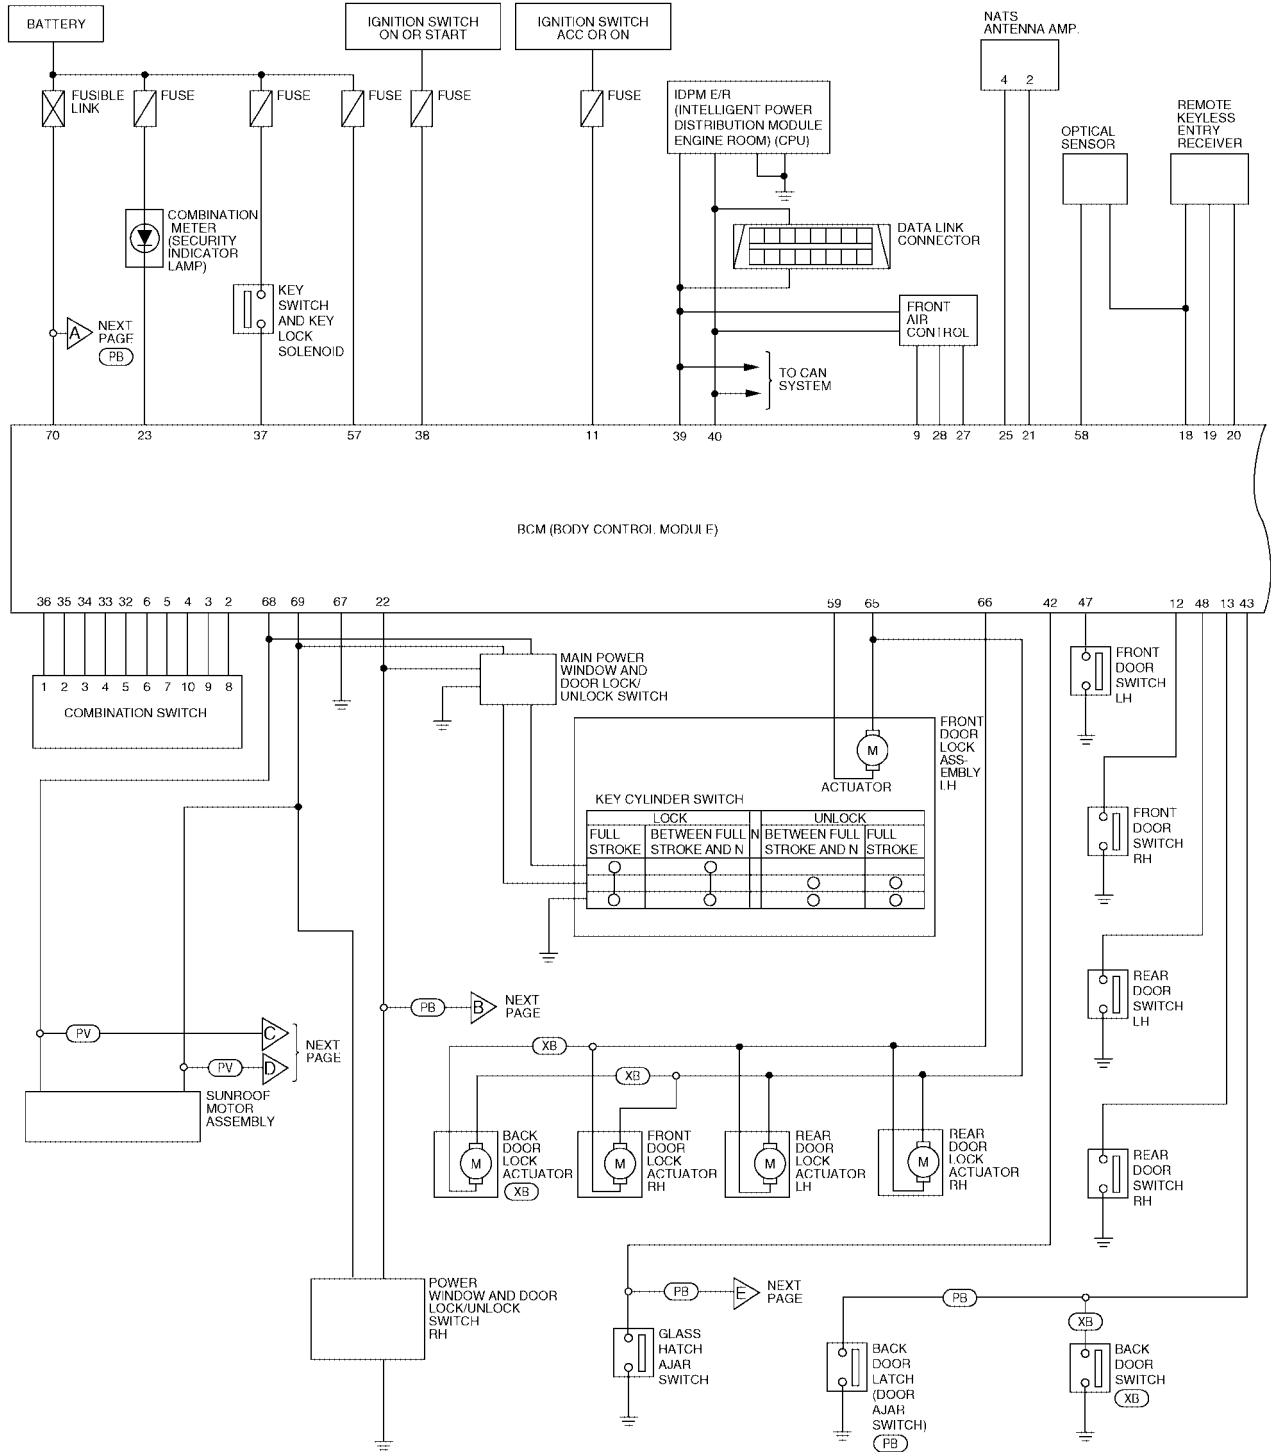 BATTERY
IGNITION SWITCH
ON OR START
IGNITION SWITCH
ACC OR ON
NATS
ANTENNA AMP.
4 2
FUSIBLE
LINK
FUSE
FUSE
FUSE
FUSE
FUSE
IDPM E/R
(INTELLIGENT POWER
DISTRIBUTION MODULE
ENGINE ROOM) (CPU)
OPTICAL
SENSOR
REMOTE
KEYLESS
ENTRY
RECEIVER
COMBINATION
METER
(SECURITY
INDICATOR
LAMP)
DATA LINK
CONNECTOR
KEY
SWITCH
AND KEY
LOCK
SOLENOID
A
NEXT
PAGE
PB
FRONT
AIR
CONTROL
TO CAN
SYSTEM
70 23 37 57 38 11 39 40 9 28 27 25 21 58 18 19 20
BCM (BODY CONTROL MODULE)
36 35 34 33 32 6 5 4 3 2 68 69 67 22 59 65 66 42 47 12 48 13 43
1 2 3 4 5 6 7 10 9 8
COMBINATION SWITCH
MAIN POWER
WINDOW AND
DOOR LOCK/
UNLOCK SWITCH
FRONT
DOOR
SWITCH
LH
FRONT
DOOR
LOCK
ASS-
EMBLY
LH
M
ACTUATOR
KEY CYLINDER SWITCH
LOCK UNLOCK
FULL
STROKE
BETWEEN FULL
STROKE AND N
N
BETWEEN FULL
STROKE AND N
FULL
STROKE
FRONT
DOOR
SWITCH
RH
REAR
DOOR
SWITCH
LH
PB
B
NEXT
PAGE
PV
C
PV
D
NEXT
PAGE
XB
XB
SUNROOF
MOTOR
ASSEMBLY
M
BACK
DOOR
LOCK
ACTUATOR
XB
M
FRONT
DOOR
LOCK
ACTUATOR
RH
M
REAR
DOOR
LOCK
ACTUATOR
LH
M
REAR
DOOR
LOCK
ACTUATOR
RH
REAR
DOOR
SWITCH
RH
POWER
WINDOW AND DOOR
LOCK/UNLOCK
SWITCH
RH
PB
E
NEXT
PAGE
PB
XB
GLASS
HATCH
AJAR
SWITCH
BACK
DOOR
LATCH
(DOOR
AJAR
SWITCH)
PB
BACK
DOOR
SWITCH
XB